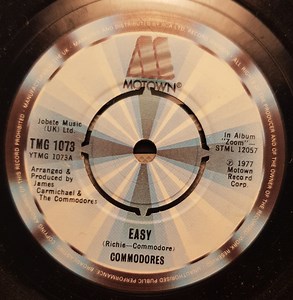 MOTOWN®
Jobete Music
(UK) Ltd.
TMG 1073
YTMG 1073A
Arranged &
Produced by
James
Carmichael &
The Commodores
In Album
„Zoom"
STML 12057
℗ 1977
Motown
Record
Corp.
EASY
(Richie—Commodore)
COMMODORES